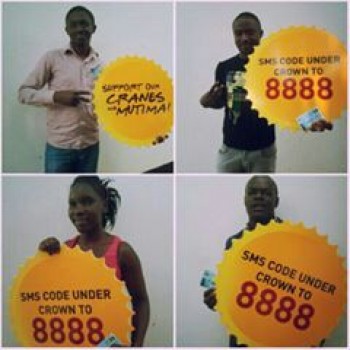 SUPPORT OUR
CRANES
MUTIMA!
SMS CODE UNDER
CROWN TO
8888
SMS CODE UNDER
CROWN TO
8888
SMS CODE UNDER
CROWN TO
8888